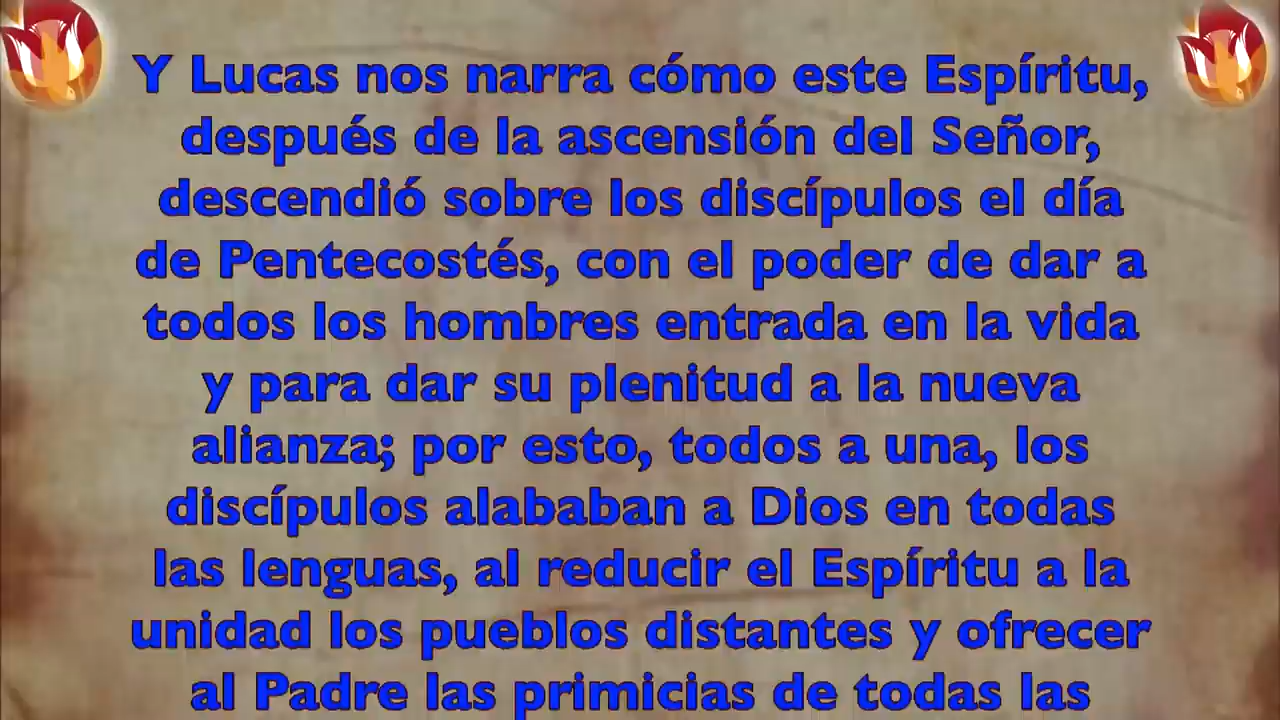 Y Lucas nos narra cómo este Espíritu,
después de la ascensión del Señor,
descendió sobre los discípulos el día
de Pentecostés, con el poder de dar a
todos los hombres entrada en la vida
y para dar su plenitud a la nueva
alianza; por esto, todos a una, los
discípulos alababan a Dios en todas
las lenguas, al reducir el Espíritu a la
unidad los pueblos distantes y ofrecer
al Padre las primicias de todas las